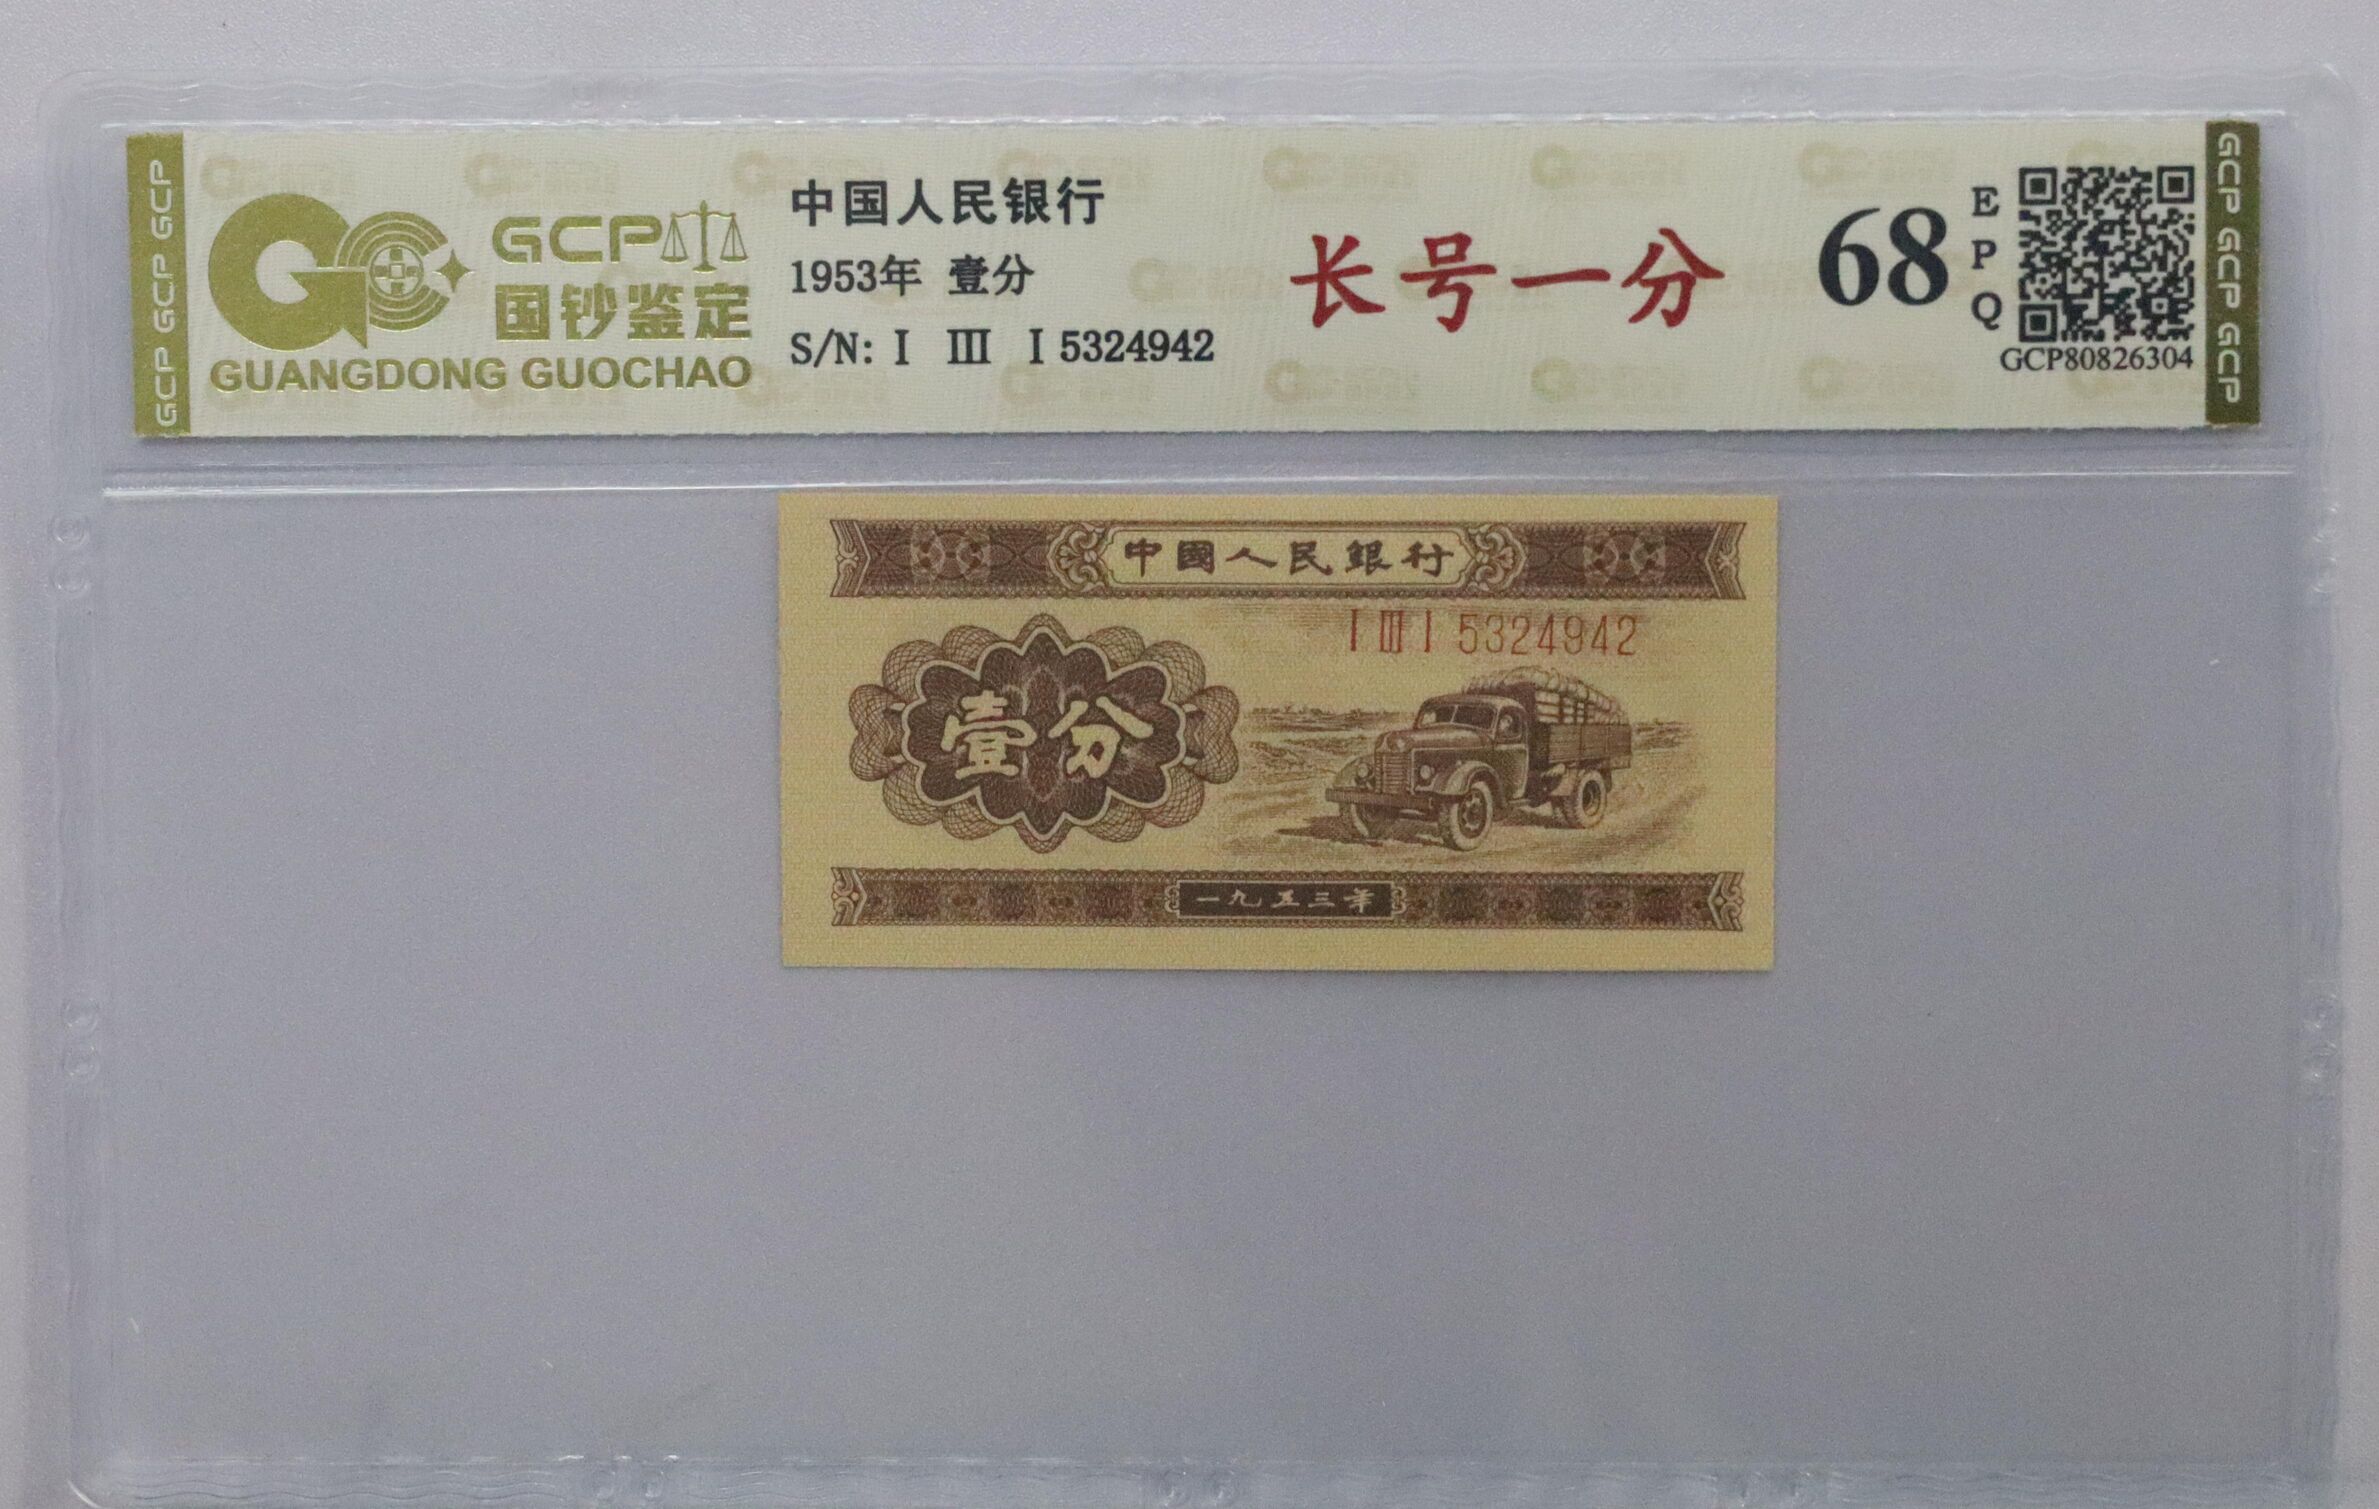 GCP GCP GCP
GCP
国钞鉴定
GUANGDONG GUOCHAO
中国人民银行
1953年 壹分
S/N: I III I 5324942
长号一分
68
EPQ
GCP80826304
GCP GCP GCP
中國人民銀行
I III I 5324942
壹分
一九五三年